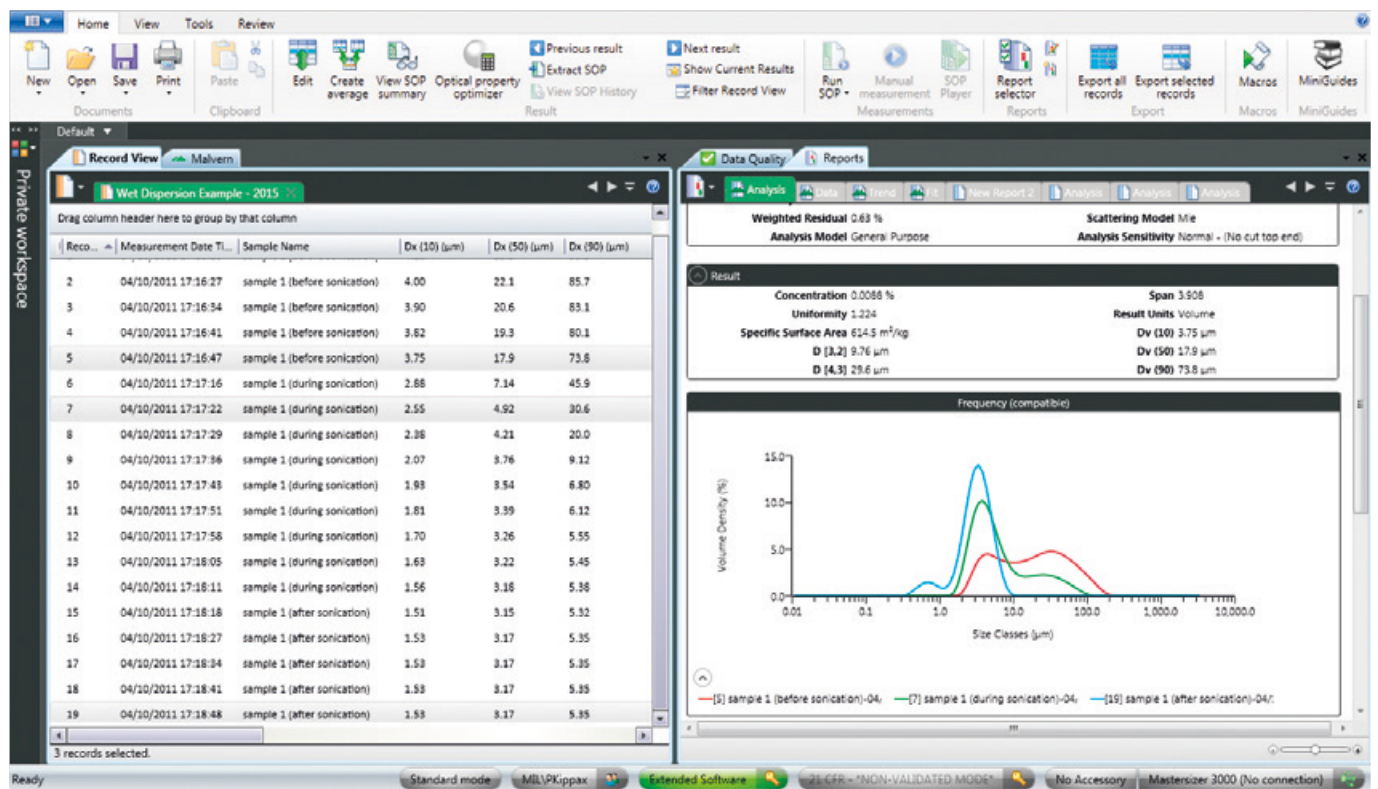 Home View Tools Review
New Open Save Print Paste Edit Create average View SOP summary Optical property optimizer
Previous result
Extract SOP
View SOP History
Next result
Show Current Results
Filter Record View
Run SOP Manual measurement SOP Player Report selector Export all records Export selected records Macros MiniGuides
Documents Clipboard Result Measurements Reports Export Macros MiniGuides
Default
Private workspace
Record View Malvern
Wet Dispersion Example - 2015
Drag column header here to group by that column
Reco... Measurement Date Ti... Sample Name Dx (10) (μm) Dx (50) (μm) Dx (90) (μm)
2 04/10/2011 17:16:27 sample 1 (before sonication) 4.00 22.1 85.7
3 04/10/2011 17:16:34 sample 1 (before sonication) 3.90 20.6 83.1
4 04/10/2011 17:16:41 sample 1 (before sonication) 3.82 19.3 80.1
5 04/10/2011 17:16:47 sample 1 (before sonication) 3.75 17.9 73.8
6 04/10/2011 17:17:16 sample 1 (during sonication) 2.88 7.14 45.9
7 04/10/2011 17:17:22 sample 1 (during sonication) 2.55 4.92 30.6
8 04/10/2011 17:17:29 sample 1 (during sonication) 2.38 4.21 20.0
9 04/10/2011 17:17:36 sample 1 (during sonication) 2.07 3.76 9.12
10 04/10/2011 17:17:43 sample 1 (during sonication) 1.93 3.54 6.80
11 04/10/2011 17:17:51 sample 1 (during sonication) 1.81 3.39 6.12
12 04/10/2011 17:17:58 sample 1 (during sonication) 1.70 3.26 5.55
13 04/10/2011 17:18:05 sample 1 (during sonication) 1.63 3.22 5.45
14 04/10/2011 17:18:11 sample 1 (during sonication) 1.56 3.18 5.38
15 04/10/2011 17:18:18 sample 1 (after sonication) 1.51 3.15 5.32
16 04/10/2011 17:18:27 sample 1 (after sonication) 1.53 3.17 5.35
17 04/10/2011 17:18:34 sample 1 (after sonication) 1.53 3.17 5.35
18 04/10/2011 17:18:41 sample 1 (after sonication) 1.53 3.17 5.35
19 04/10/2011 17:18:48 sample 1 (after sonication) 1.53 3.17 5.35
3 records selected.
Data Quality Reports
Analysis Data Trend Fit New Report 2 Analysis Analysis Analysis
Weighted Residual 0.63 % Scattering Model Mie
Analysis Model General Purpose Analysis Sensitivity Normal - (No cut top end)
Result
Concentration 0.0088 % Span 3.908
Uniformity 1.224 Result Units Volume
Specific Surface Area 614.5 m²/kg Dv (10) 3.75 μm
D [3,2] 9.76 μm Dv (50) 17.9 μm
D [4,3] 29.6 μm Dv (90) 73.8 μm
Frequency (compatible)
Volume Density (%)
15.0
10.0
5.0
0.0
0.01 0.1 1.0 10.0 100.0 1,000.0 10,000.0
Size Classes (μm)
[5] sample 1 (before sonication)-04/ [7] sample 1 (during sonication)-04/ [19] sample 1 (after sonication)-04/
Ready Standard mode MIL\PKippax Extended Software 21 CFR - *NON-VALIDATED MODE* No Accessory Mastersizer 3000 (No connection)